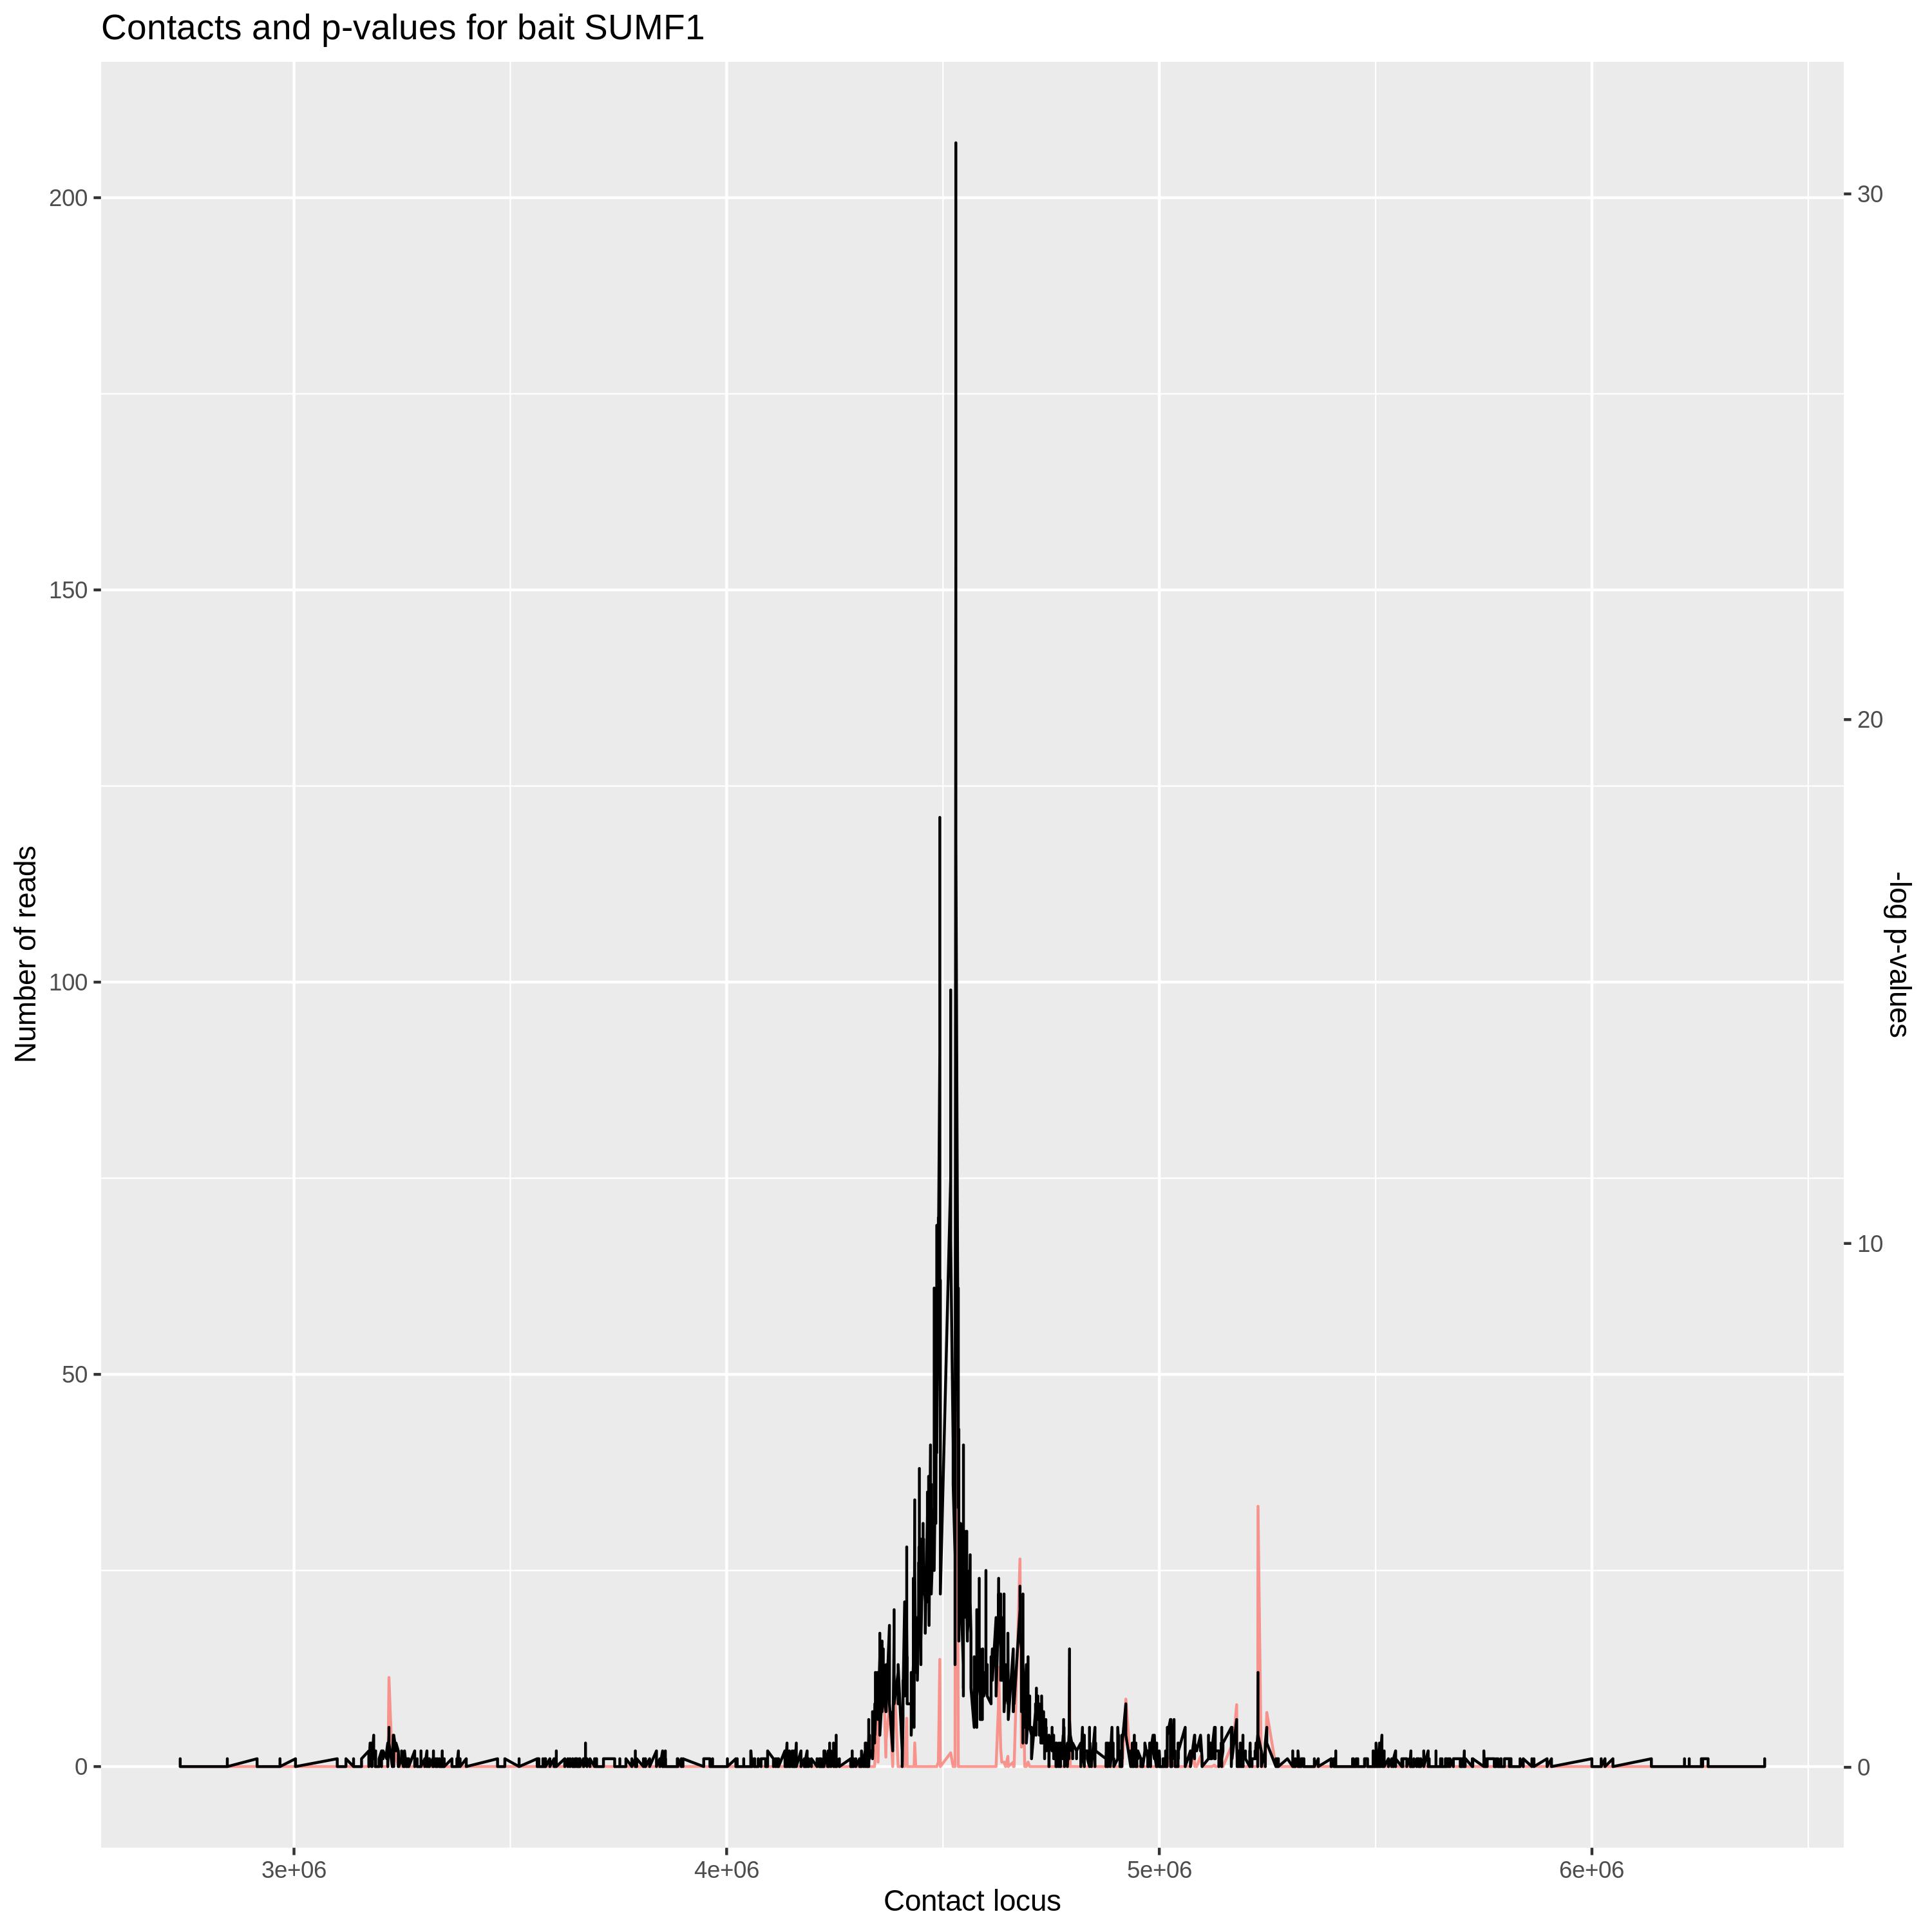 Contacts and p-values for bait SUMF1
Number of reads
200
150
100
50
0
30
20
10
0
-log p-values
3e+06
4e+06
5e+06
6e+06
Contact locus